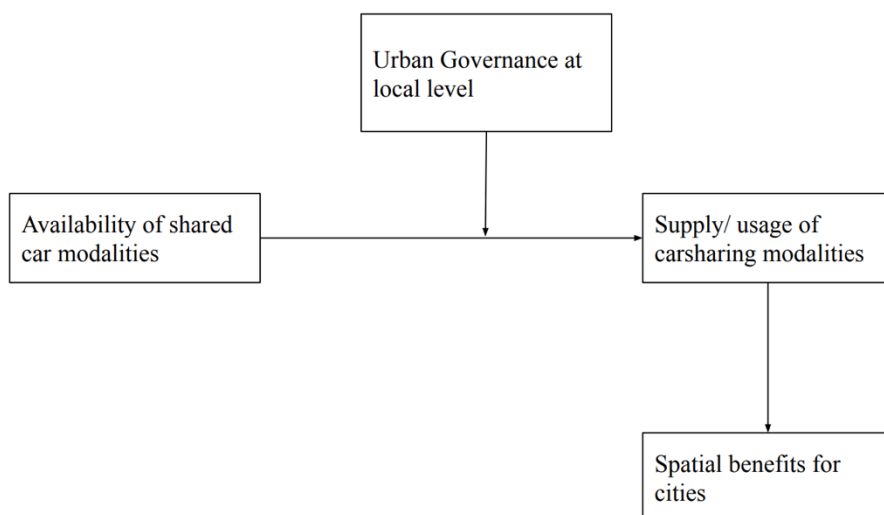 Urban Governance at
local level
Availability of shared
car modalities
Supply/ usage of
carsharing modalities
Spatial benefits for
cities